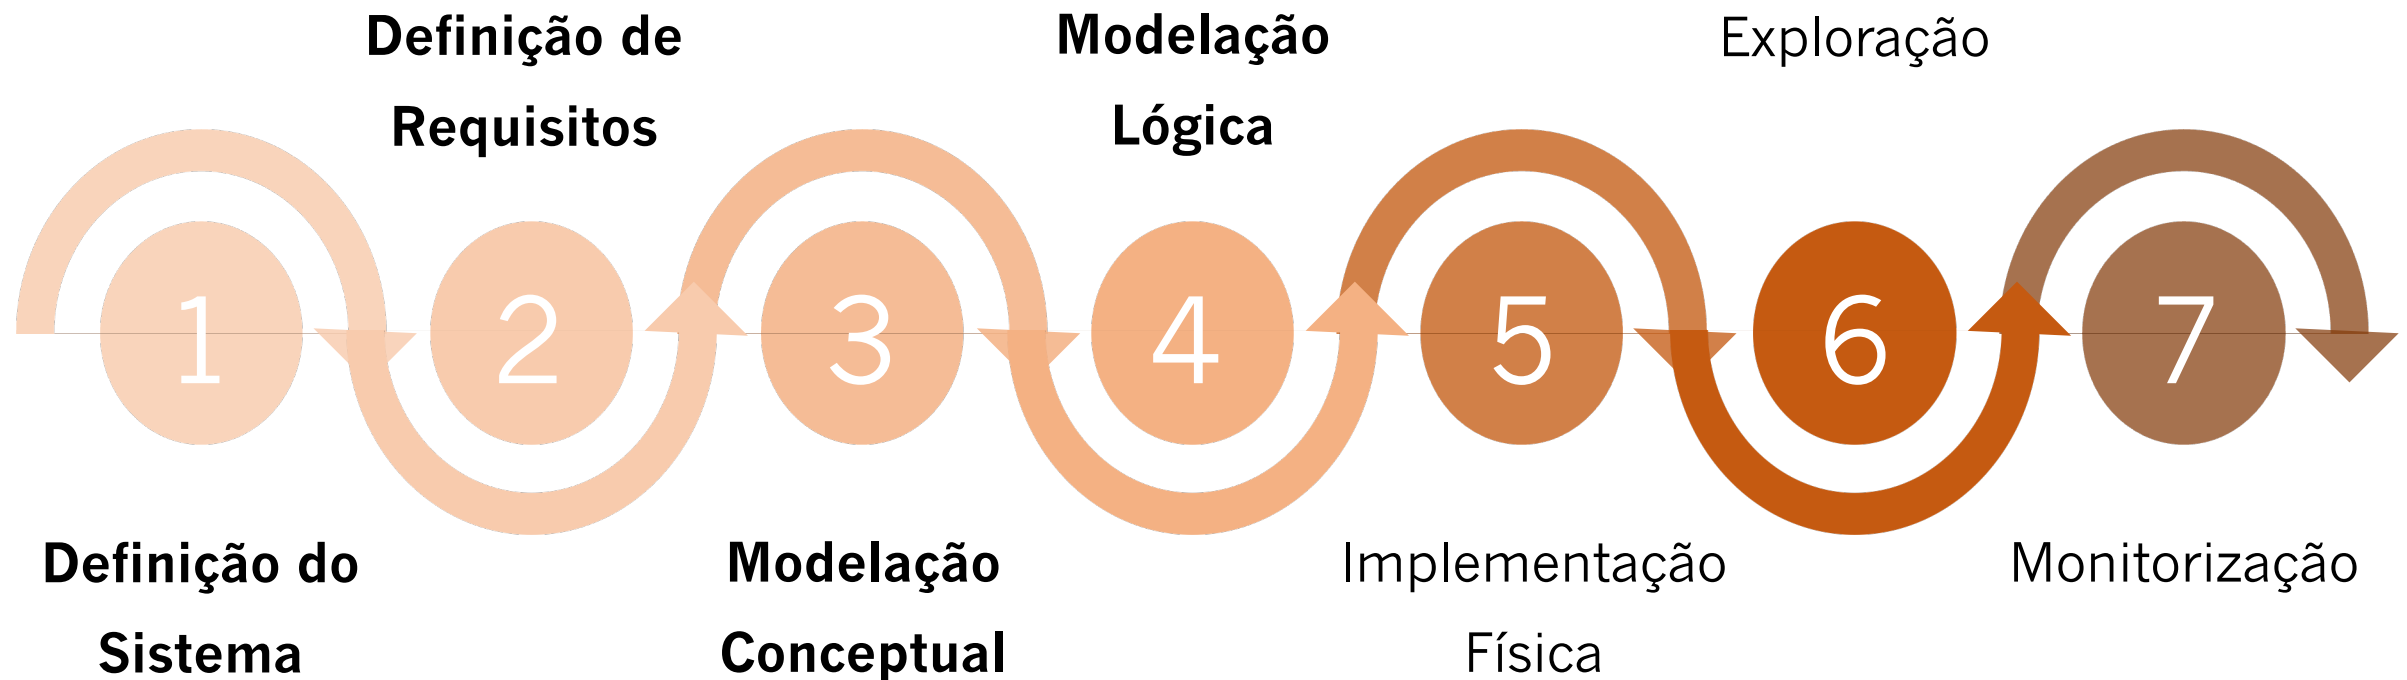 Definição de
Requisitos
Modelação
Lógica
Exploração
1
2
3
4
5
6
7
Definição do
Sistema
Modelação
Conceptual
Implementação
Física
Monitorização